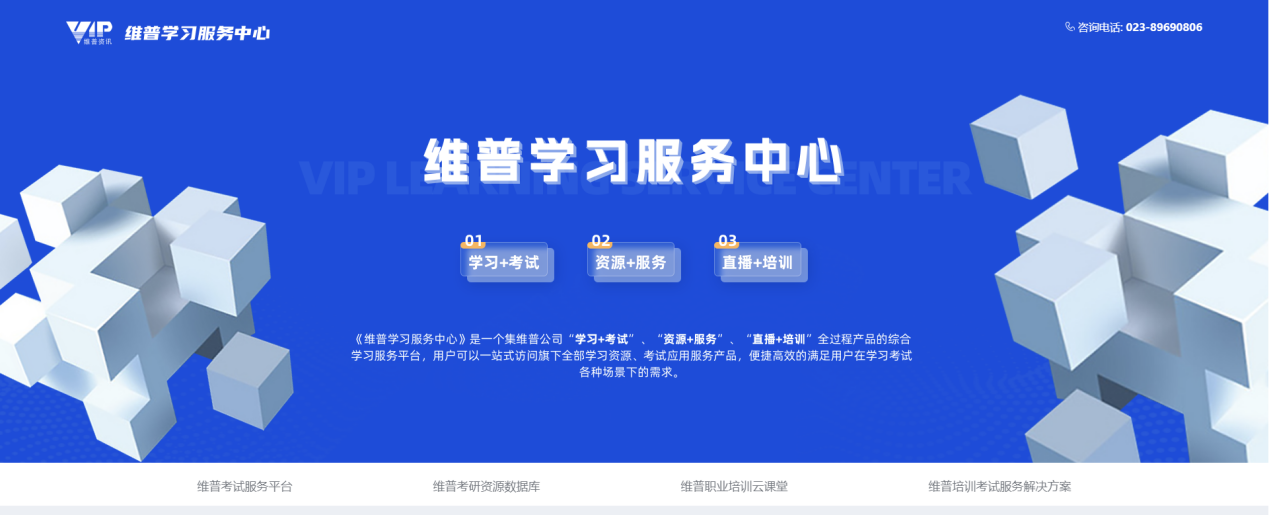 VIP 维普资讯 维普学习服务中心
咨询电话: 023-89690806
维普学习服务中心
VIP LEARNING SERVICE CENTER
01 02 03
学习+考试 资源+服务 直播+培训
《维普学习服务中心》是一个集维普公司“学习+考试”、“资源+服务”、“直播+培训”全过程产品的综合
学习服务平台，用户可以一站式访问旗下全部学习资源、考试应用服务产品，便捷高效的满足用户在学习考试
各种场景下的需求。
维普考试服务平台 维普考研资源数据库 维普职业培训云课堂 维普培训考试服务解决方案